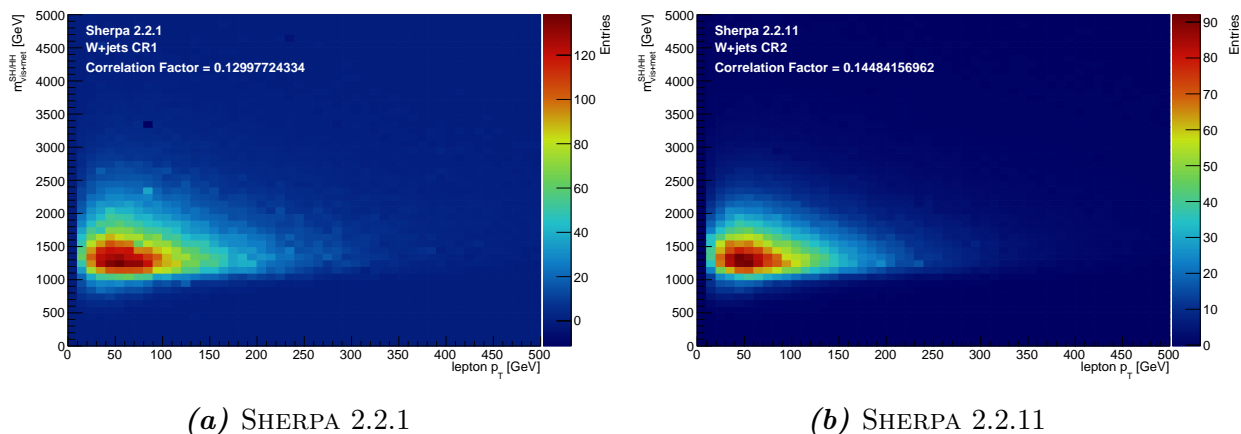 Sherpa 2.2.1
W+jets CR1
Correlation Factor = 0.12997724334
m^{SH/HH}_{vis+met} [GeV]
5000
4500
4000
3500
3000
2500
2000
1500
1000
500
0
0 50 100 150 200 250 300 350 400 450 500
lepton p_T [GeV]
Entries
120
100
80
60
40
20
0
(a) SHERPA 2.2.1
Sherpa 2.2.11
W+jets CR2
Correlation Factor = 0.14484156962
m^{SH/HH}_{vis+met} [GeV]
5000
4500
4000
3500
3000
2500
2000
1500
1000
500
0
0 50 100 150 200 250 300 350 400 450 500
lepton p_T [GeV]
Entries
90
80
70
60
50
40
30
20
10
0
(b) SHERPA 2.2.11